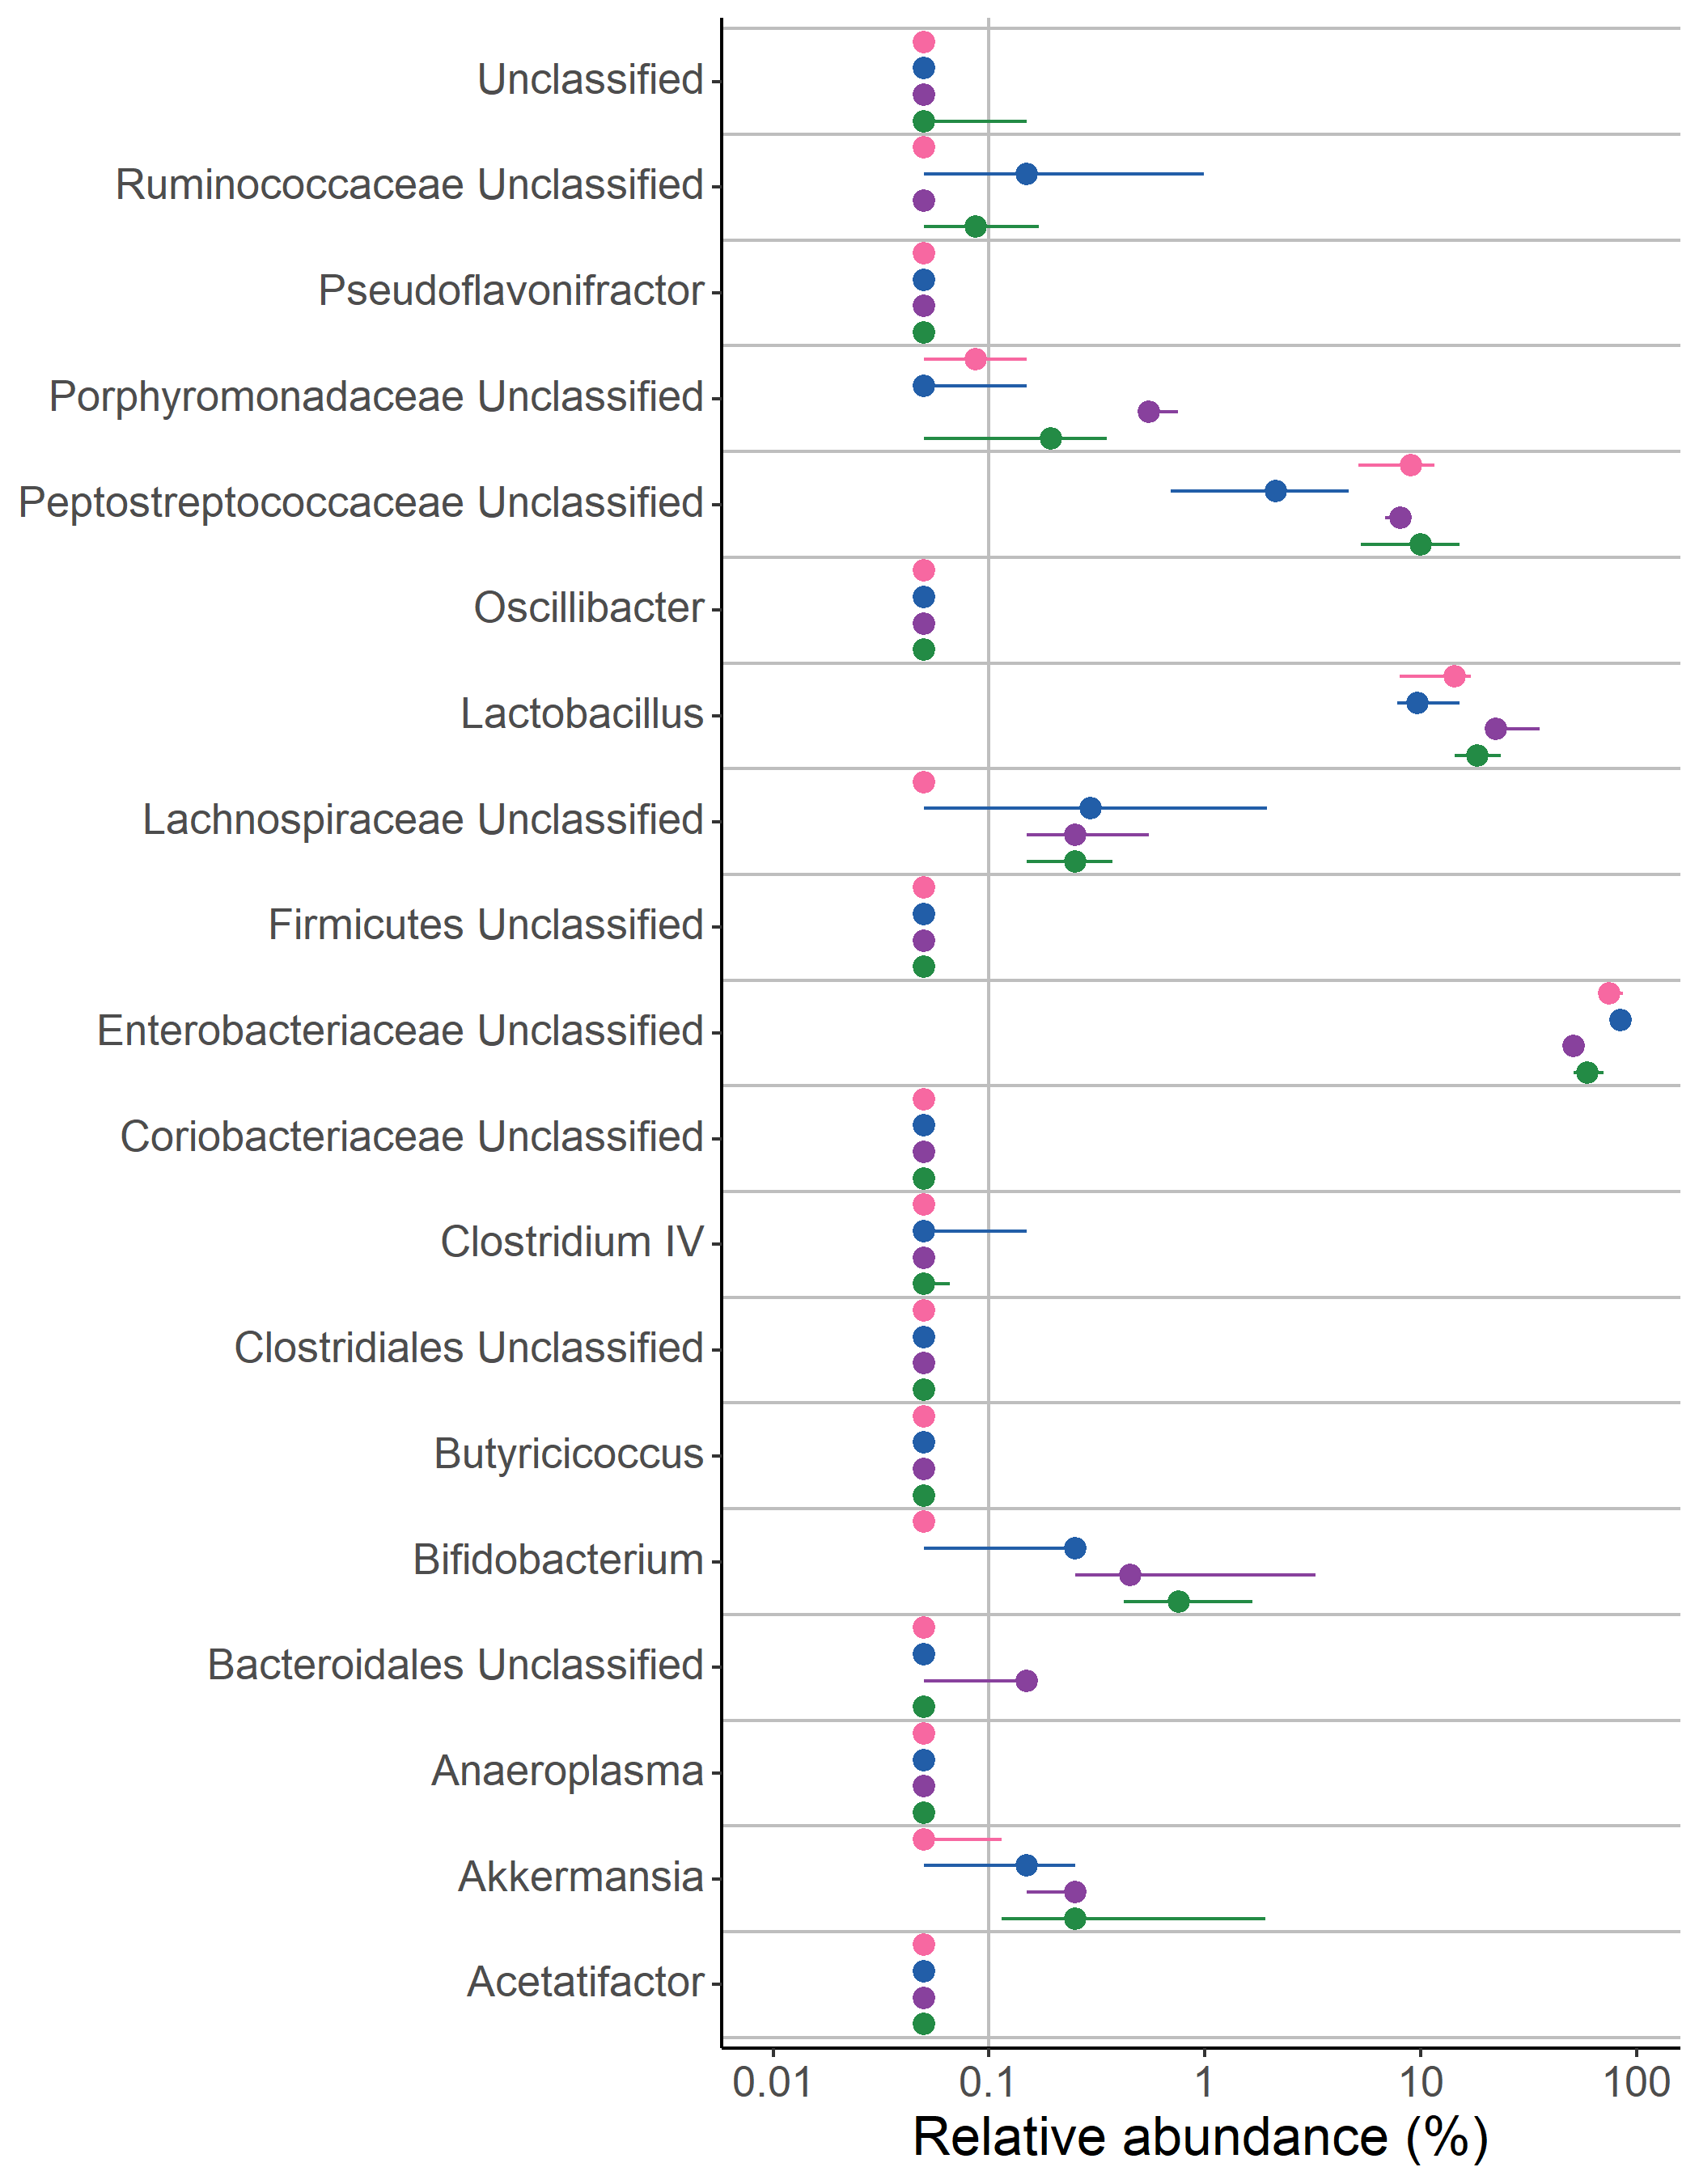 Unclassified
Ruminococcaceae Unclassified
Pseudoflavonifractor
Porphyromonadaceae Unclassified
Peptostreptococcaceae Unclassified
Oscillibacter
Lactobacillus
Lachnospiraceae Unclassified
Firmicutes Unclassified
Enterobacteriaceae Unclassified
Coriobacteriaceae Unclassified
Clostridium IV
Clostridiales Unclassified
Butyricicoccus
Bifidobacterium
Bacteroidales Unclassified
Anaeroplasma
Akkermansia
Acetatifactor
0.01 0.1 1 10 100
Relative abundance (%)